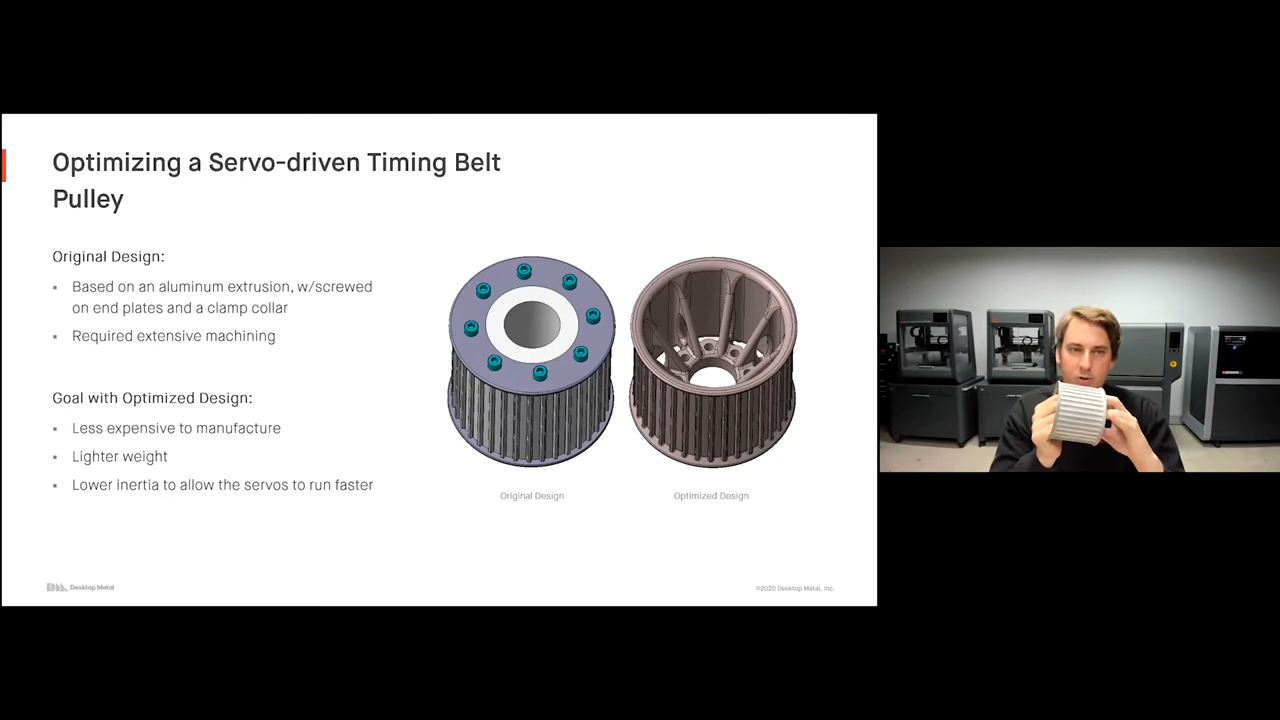 Optimizing a Servo-driven Timing Belt
Pulley
Original Design:
▪ Based on an aluminum extrusion, w/screwed
on end plates and a clamp collar
▪ Required extensive machining
Goal with Optimized Design:
▪ Less expensive to manufacture
▪ Lighter weight
▪ Lower inertia to allow the servos to run faster
Original Design
Optimized Design
Desktop Metal
©2020 Desktop Metal, Inc.